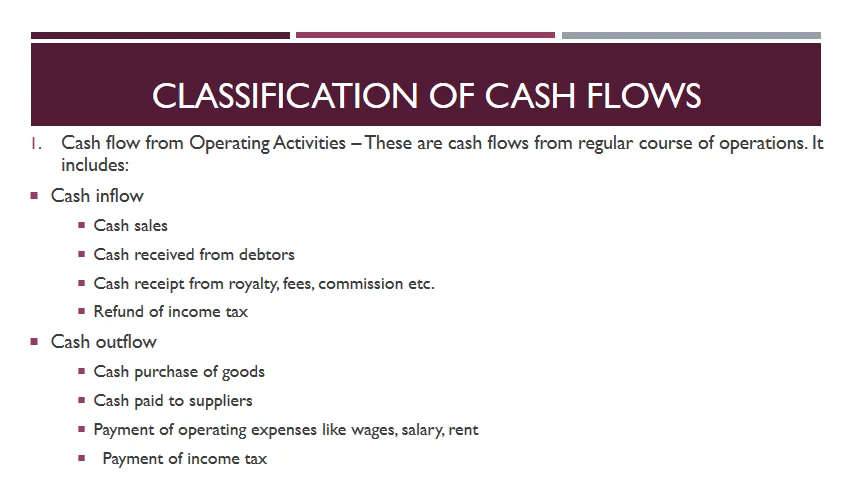 CLASSIFICATION OF CASH FLOWS
1. Cash flow from Operating Activities – These are cash flows from regular course of operations. It
includes:
▪ Cash inflow
▪ Cash sales
▪ Cash received from debtors
▪ Cash receipt from royalty, fees, commission etc.
▪ Refund of income tax
▪ Cash outflow
▪ Cash purchase of goods
▪ Cash paid to suppliers
▪ Payment of operating expenses like wages, salary, rent
▪ Payment of income tax